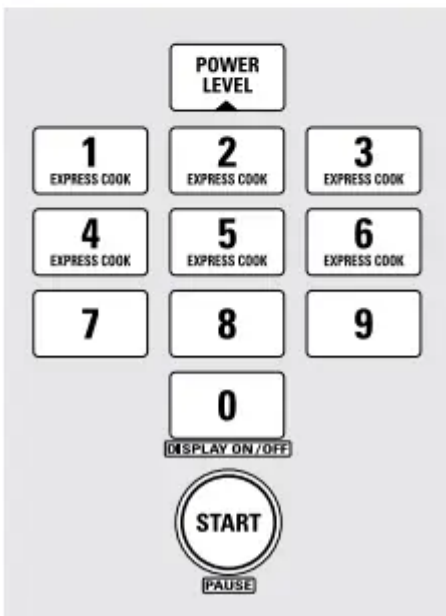 POWER
LEVEL
1 2 3
EXPRESS COOK EXPRESS COOK EXPRESS COOK
4 5 6
EXPRESS COOK EXPRESS COOK EXPRESS COOK
7 8 9
0
DISPLAY ON/OFF
START
PAUSE